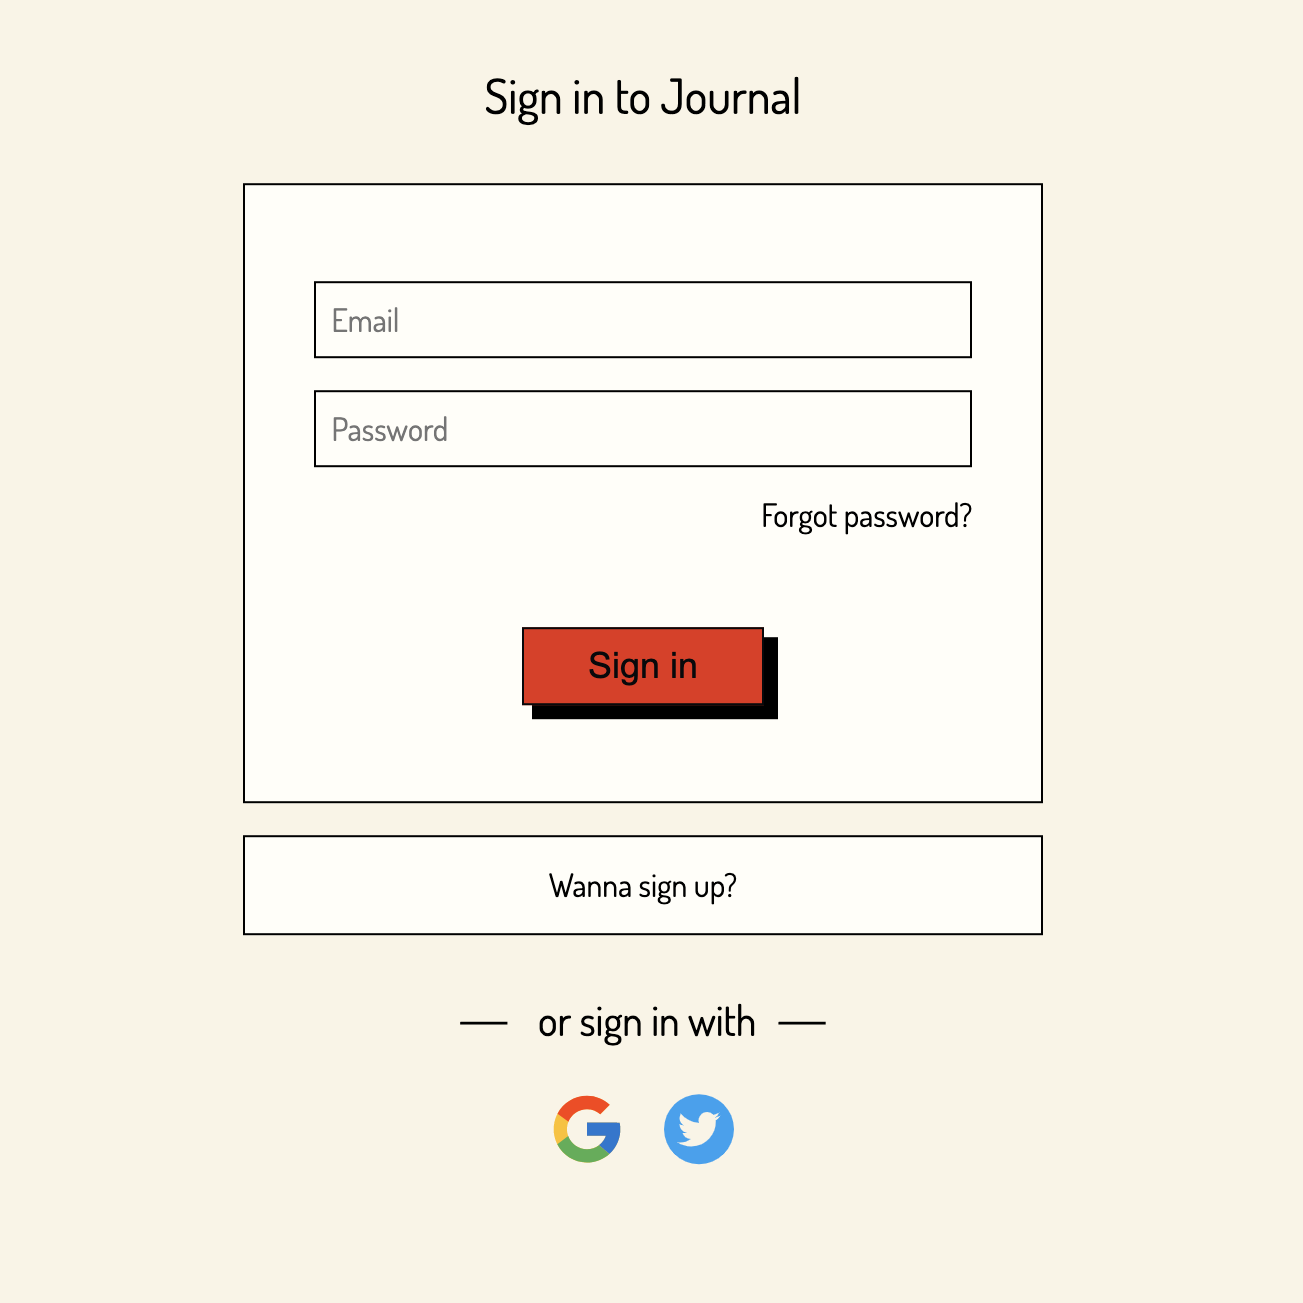 Sign in to Journal
Email
Password
Forgot password?
Sign in
Wanna sign up?
or sign in with